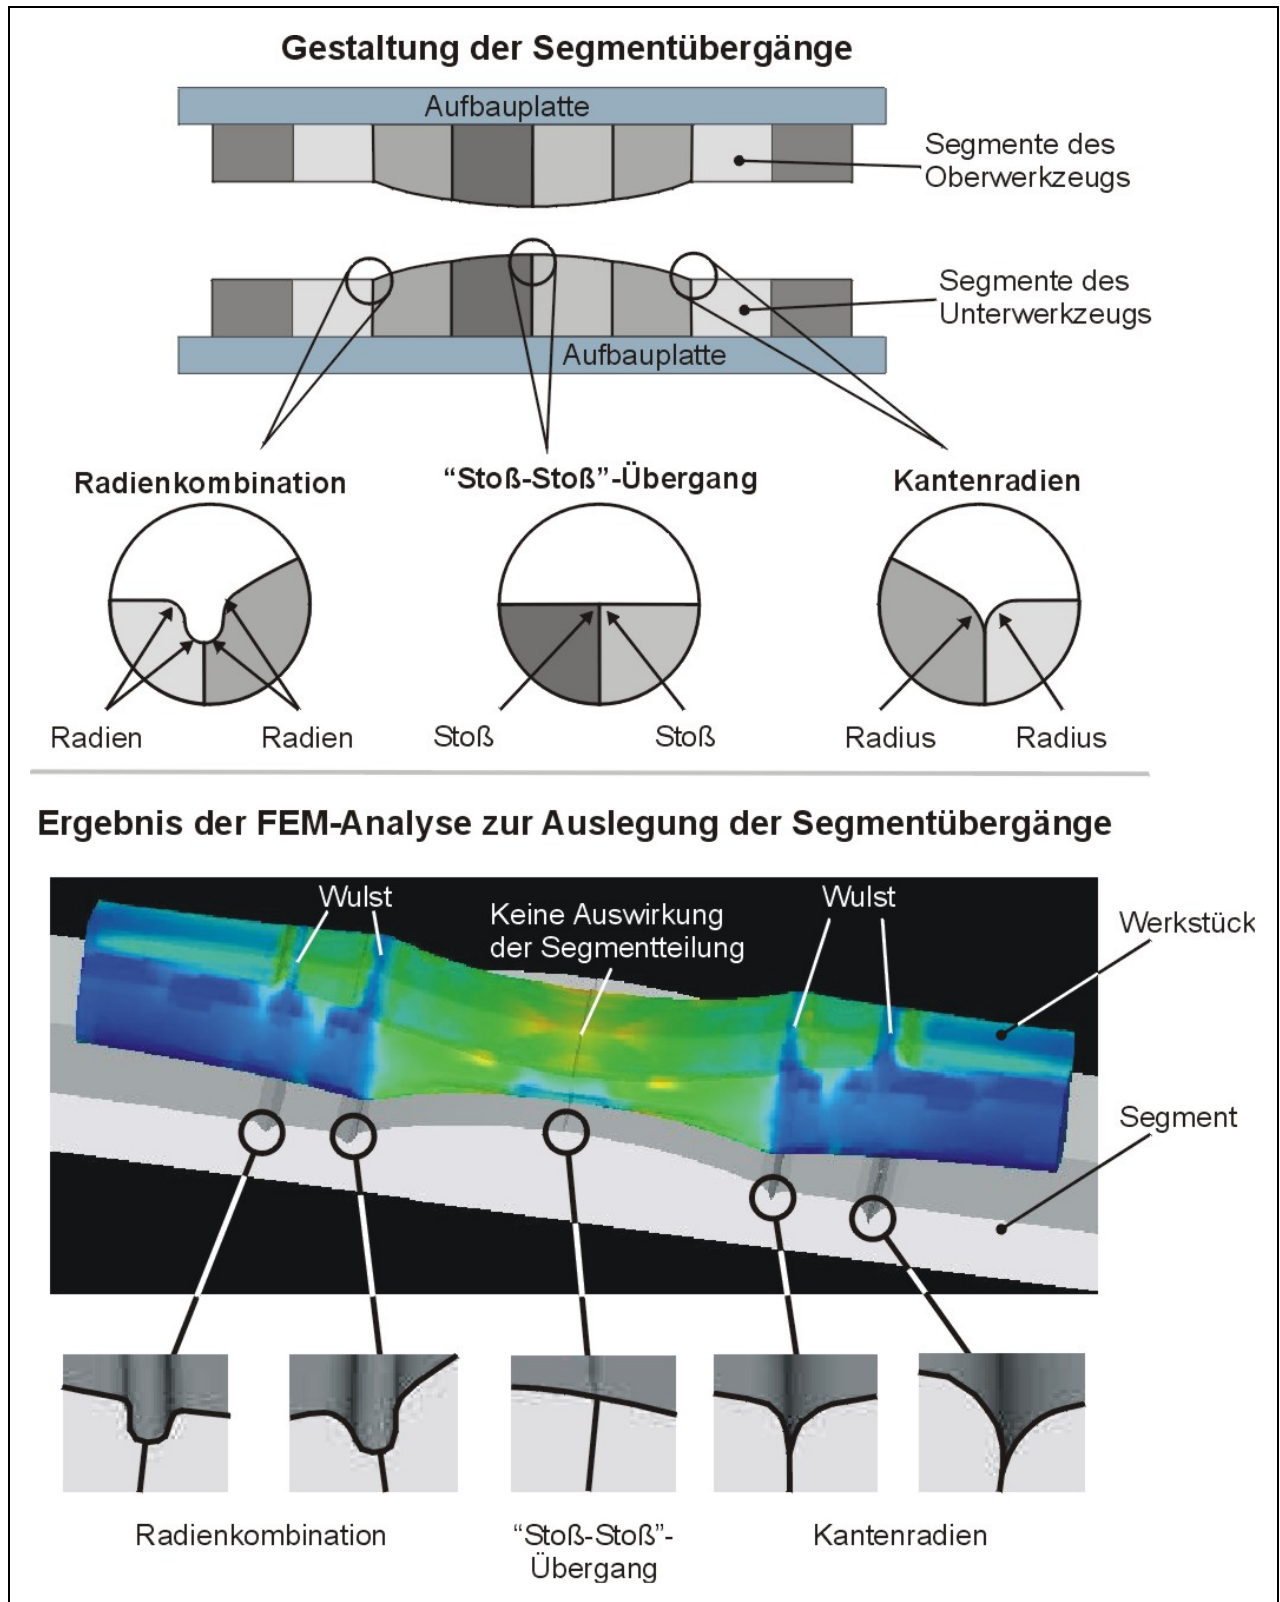 Gestaltung der Segmentübergänge
Aufbauplatte
Segmente des
Oberwerkzeugs
Segmente des
Unterwerkzeugs
Aufbauplatte
Radienkombination
“Stoß-Stoß”-Übergang
Kantenradien
Radien
Radien
Stoß
Stoß
Radius
Radius
Ergebnis der FEM-Analyse zur Auslegung der Segmentübergänge
Wulst
Keine Auswirkung
der Segmentteilung
Wulst
Werkstück
Segment
Radienkombination
“Stoß-Stoß”-
Übergang
Kantenradien